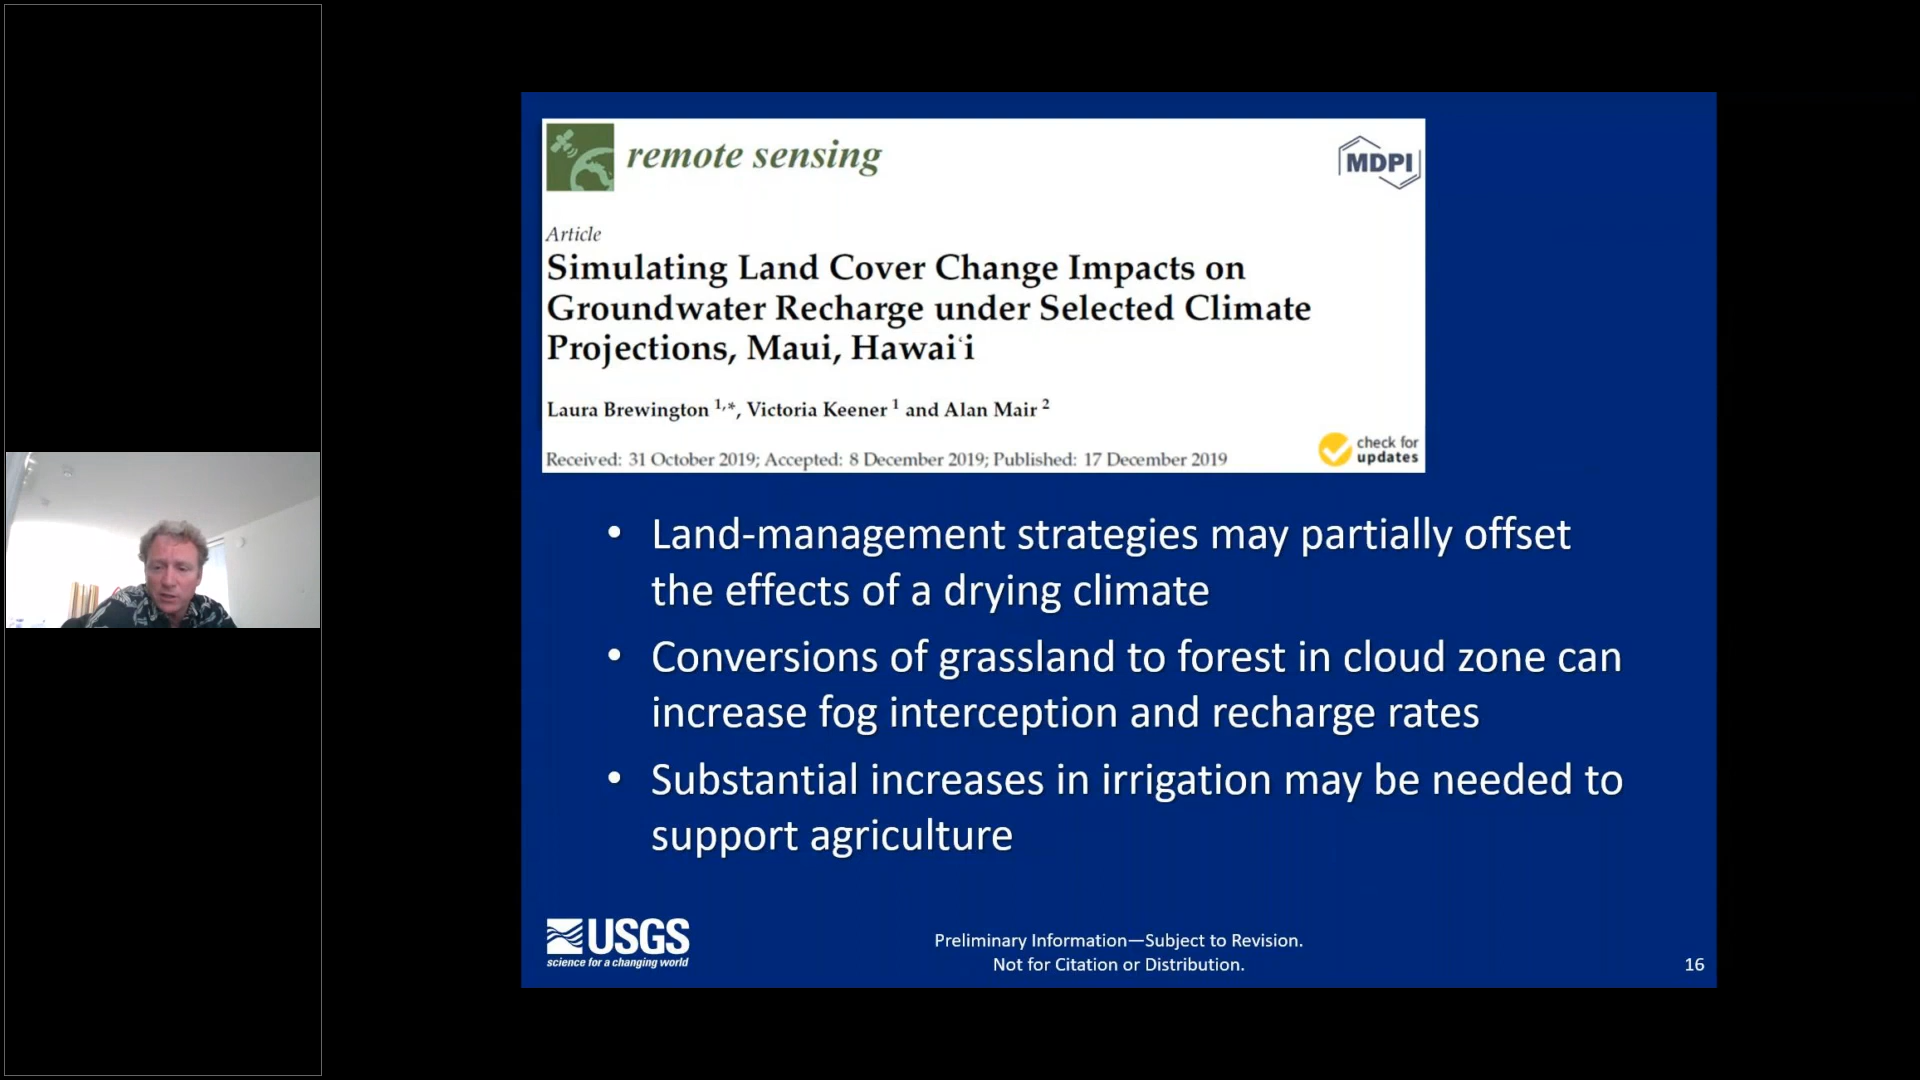 remote sensing
MDPI
Article
Simulating Land Cover Change Impacts on
Groundwater Recharge under Selected Climate
Projections, Maui, Hawaiʻi
Laura Brewington 1,*, Victoria Keener 1 and Alan Mair 2
Received: 31 October 2019; Accepted: 8 December 2019; Published: 17 December 2019
check for
updates
• Land-management strategies may partially offset
the effects of a drying climate
• Conversions of grassland to forest in cloud zone can
increase fog interception and recharge rates
• Substantial increases in irrigation may be needed to
support agriculture
USGS
science for a changing world
Preliminary Information—Subject to Revision.
Not for Citation or Distribution.
16